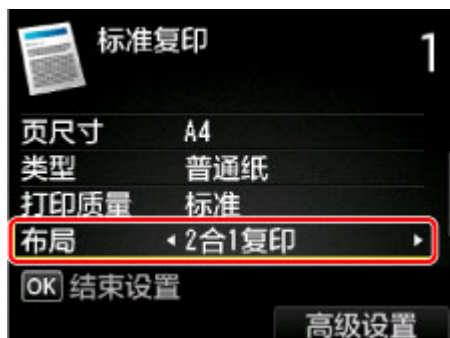 标准复印 1
页尺寸 A4
类型 普通纸
打印质量 标准
布局 2合1复印
OK 结束设置
高级设置